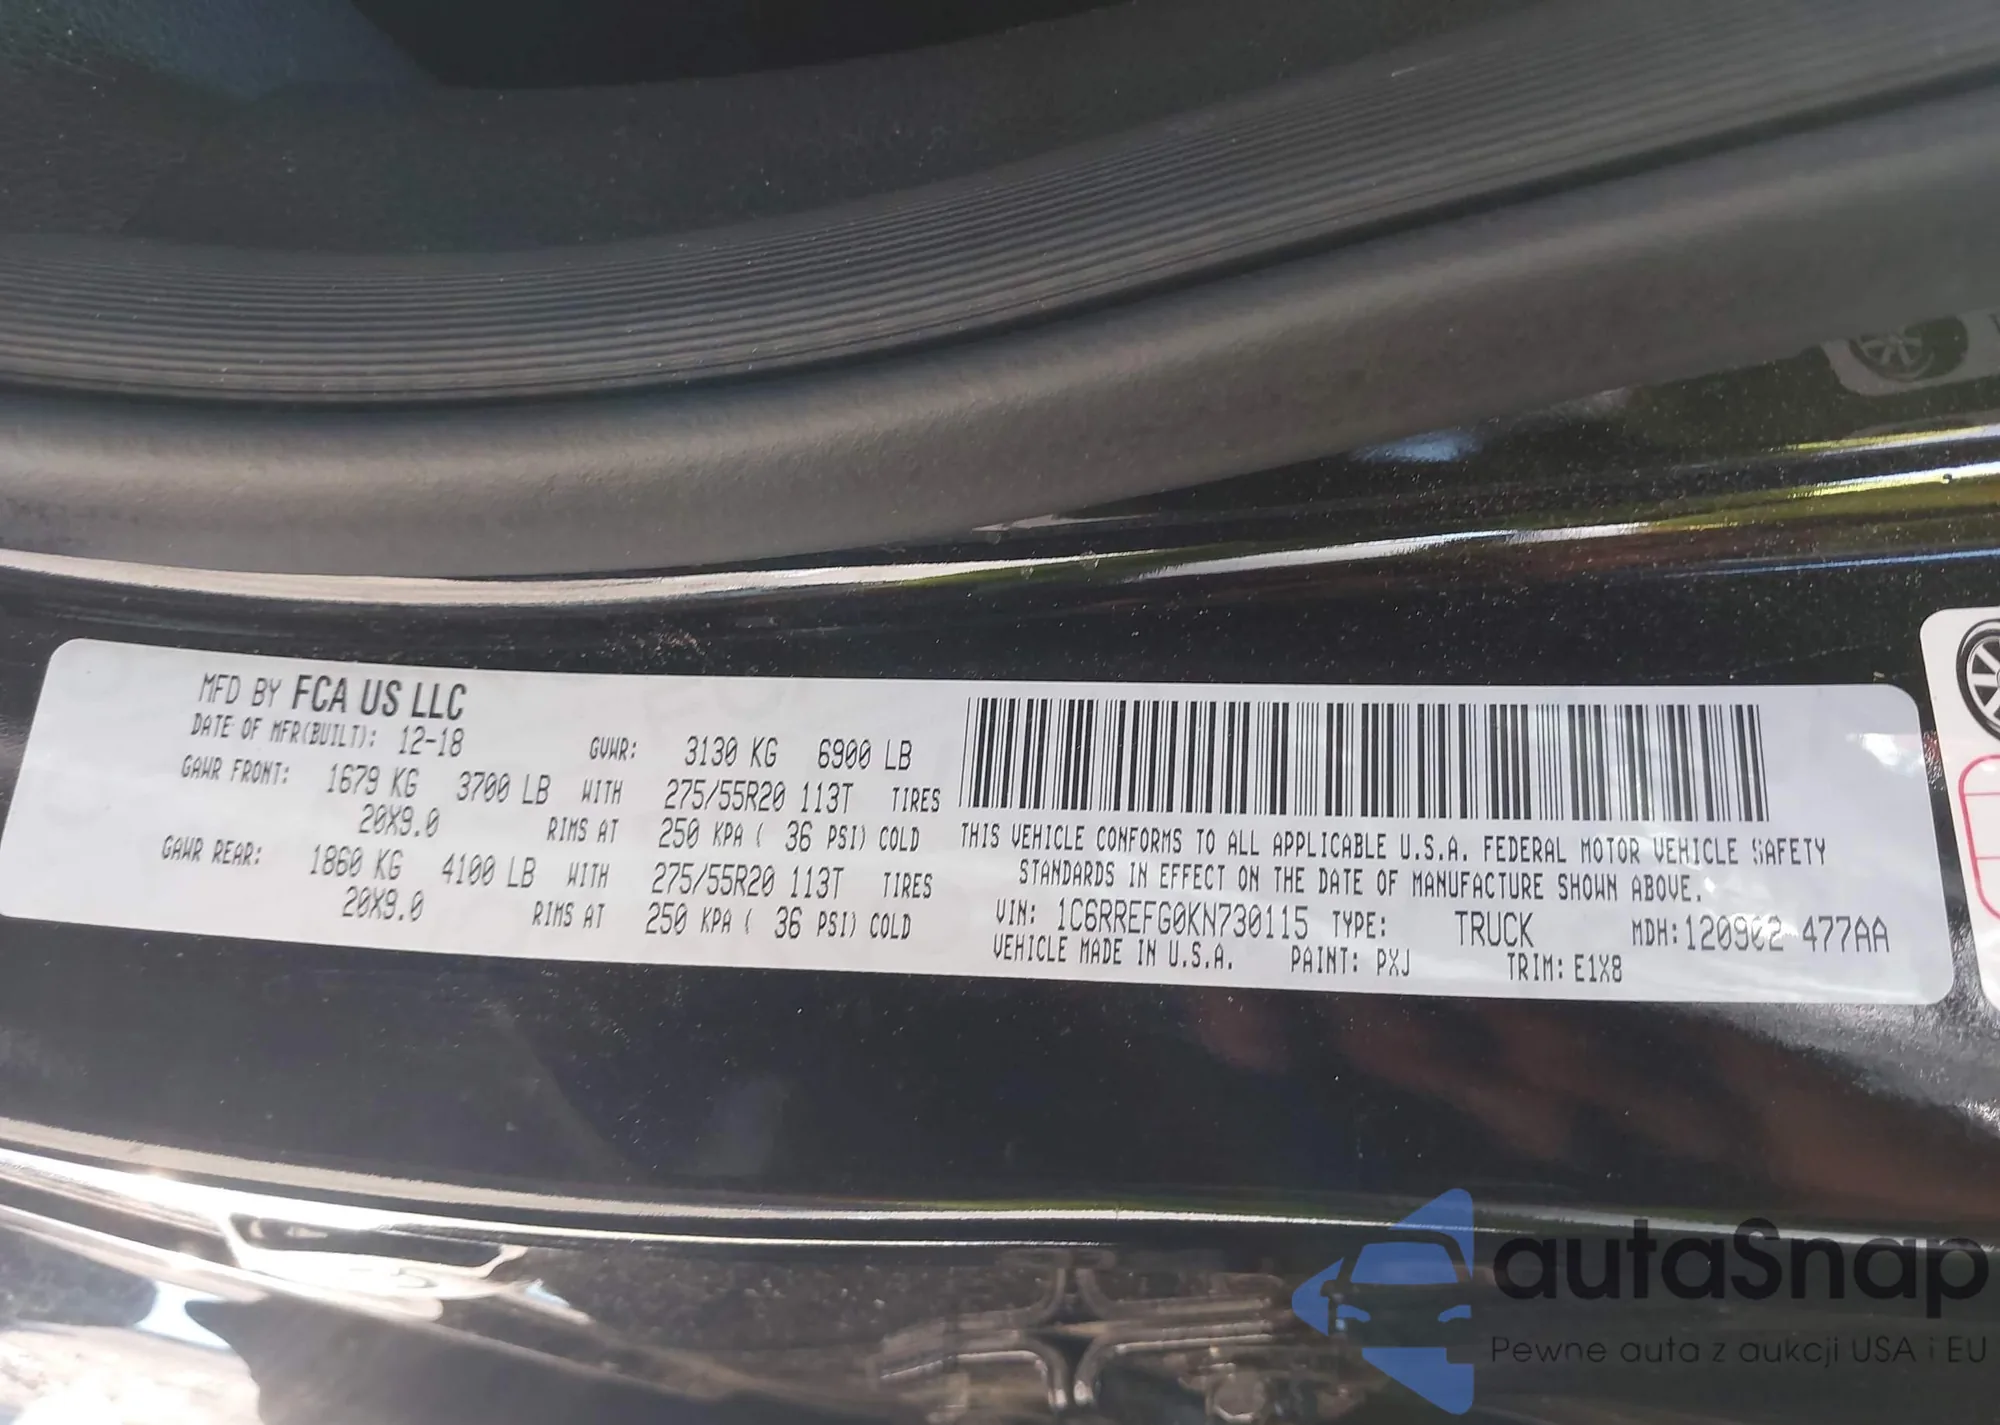 MFD BY FCA US LLC
DATE OF MFR(BUILT): 12-18 GVWR: 3130 KG 6900 LB
GAWR FRONT: 1679 KG 3700 LB WITH 275/55R20 113T TIRES
20X9.0 RIMS AT 250 KPA ( 36 PSI) COLD
GAWR REAR: 1860 KG 4100 LB WITH 275/55R20 113T TIRES
20X9.0 RIMS AT 250 KPA ( 36 PSI) COLD
THIS VEHICLE CONFORMS TO ALL APPLICABLE U.S.A. FEDERAL MOTOR VEHICLE SAFETY
STANDARDS IN EFFECT ON THE DATE OF MANUFACTURE SHOWN ABOVE.
VIN: 1C6RREFG0KN730115 TYPE: TRUCK MDH:120902 477AA
VEHICLE MADE IN U.S.A. PAINT: PXJ TRIM: E1X8
autaSnap
Pewne auta z aukcji USA i EU